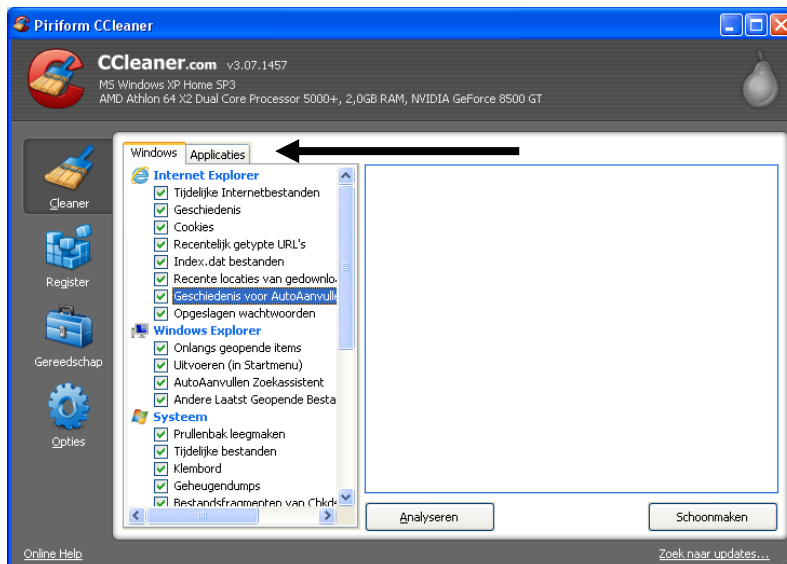 Piriform CCleaner
CCleaner.com v3.07.1457
MS Windows XP Home SP3
AMD Athlon 64 X2 Dual Core Processor 5000+, 2,0GB RAM, NVIDIA GeForce 8500 GT
Cleaner
Register
Gereedschap
Opties
Windows Applicaties
Internet Explorer
Tijdelijke Internetbestanden
Geschiedenis
Cookies
Recentelijk getypte URL's
Index.dat bestanden
Recente locaties van gedownlo
Geschiedenis voor AutoAanvulle
Opgeslagen wachtwoorden
Windows Explorer
Onlangs geopende items
Uitvoeren (in Startmenu)
AutoAanvullen Zoekassistent
Andere Laatst Geopende Besta
Systeem
Prullenbak leegmaken
Tijdelijke bestanden
Klembord
Geheugendumps
Bestandsfragmenten van Chkd
Analyseren
Schoonmaken
Online Help
Zoek naar updates...